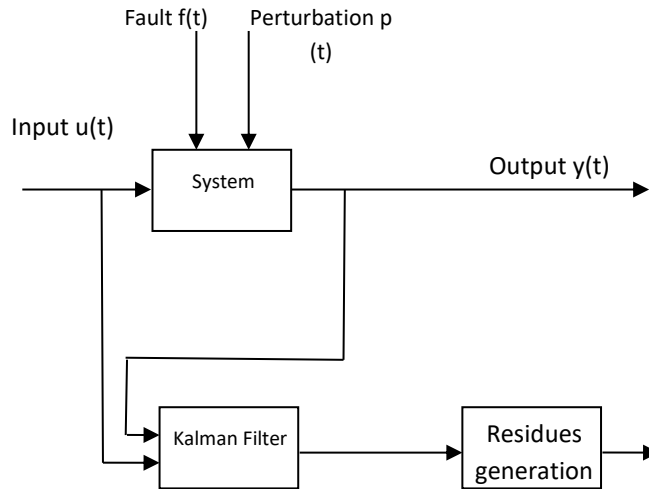 Fault f(t)
Perturbation p
(t)
Input u(t)
System
Output y(t)
Kalman Filter
Residues
generation